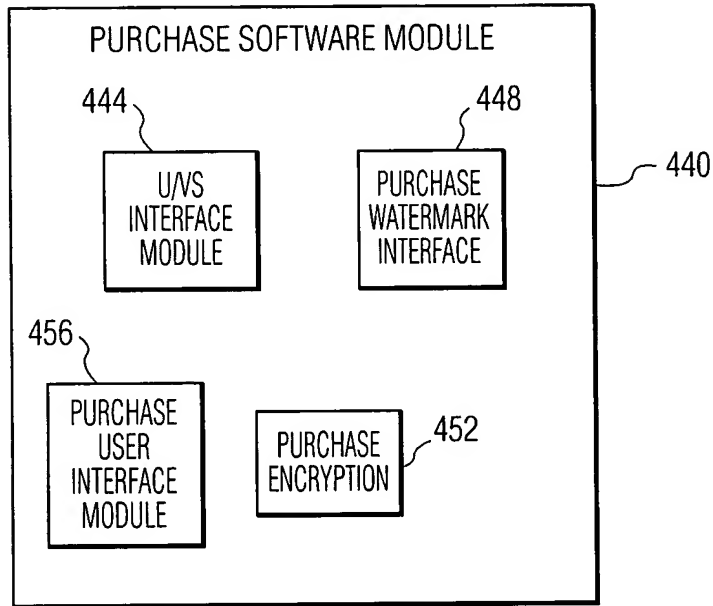 PURCHASE SOFTWARE MODULE
444
448
440
U/VS
INTERFACE
MODULE
PURCHASE
WATERMARK
INTERFACE
456
PURCHASE
USER
INTERFACE
MODULE
PURCHASE
ENCRYPTION
452